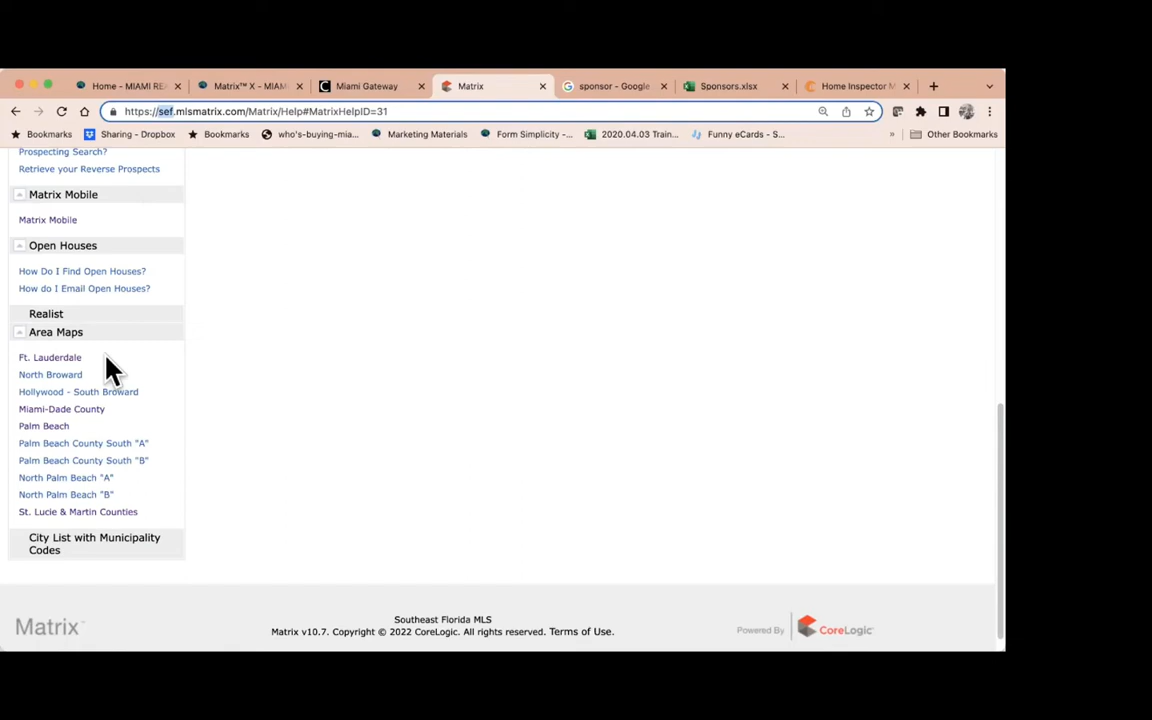 Home - MIAMI RE
Matrix™ X - MIAMI
Miami Gateway
Matrix
sponsor - Google
Sponsors.xlsx
Home Inspector M
https://sef.mlsmatrix.com/Matrix/Help#MatrixHelpID=31
Bookmarks
Sharing - Dropbox
Bookmarks
who's-buying-mia...
Marketing Materials
Form Simplicity -...
2020.04.03 Train...
Funny eCards - S...
»
Other Bookmarks
Prospecting Search?
Retrieve your Reverse Prospects
Matrix Mobile
Matrix Mobile
Open Houses
How Do I Find Open Houses?
How do I Email Open Houses?
Realist
Area Maps
Ft. Lauderdale
North Broward
Hollywood - South Broward
Miami-Dade County
Palm Beach
Palm Beach County South "A"
Palm Beach County South "B"
North Palm Beach "A"
North Palm Beach "B"
St. Lucie & Martin Counties
City List with Municipality
Codes
Matrix™
Southeast Florida MLS
Matrix v10.7. Copyright © 2022 CoreLogic. All rights reserved. Terms of Use.
Powered By
CoreLogic